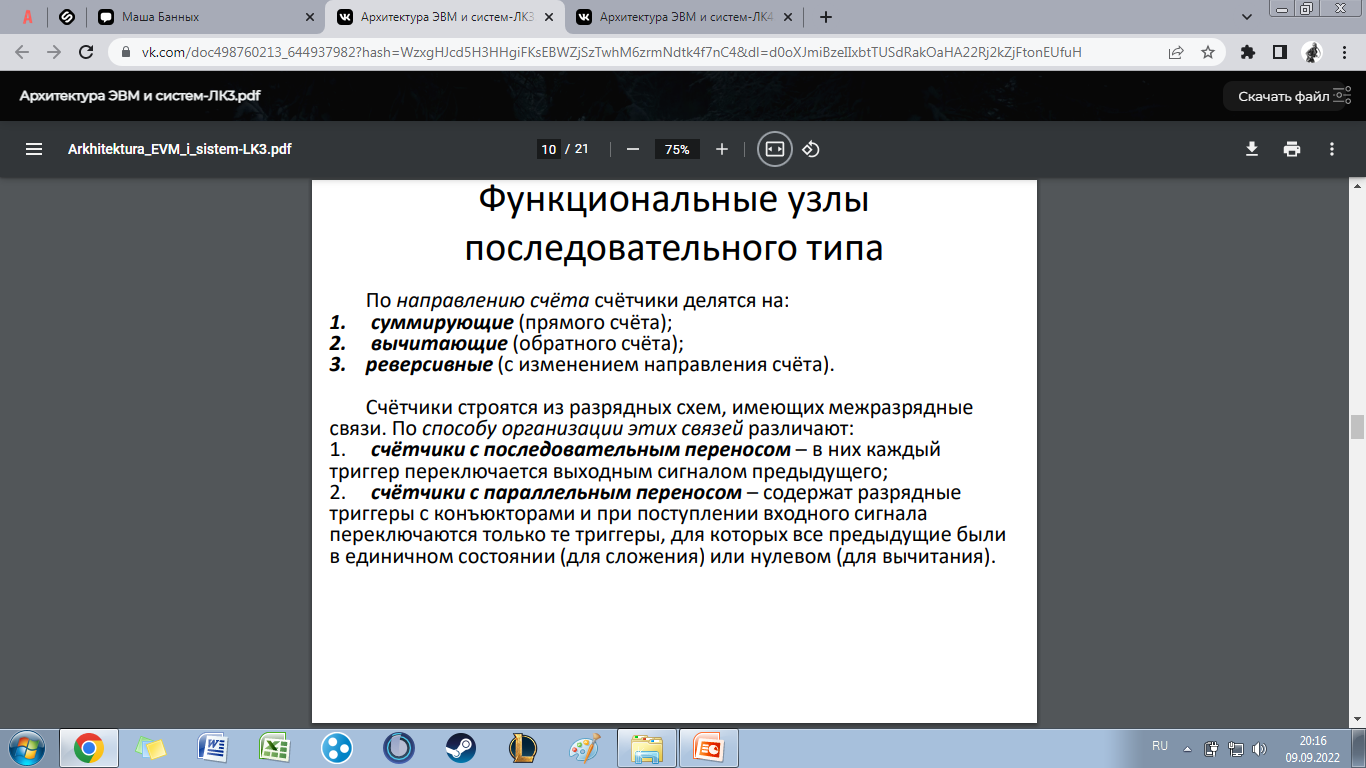 Маша Банных
Архитектура ЭВМ и систем-ЛК3
Архитектура ЭВМ и систем-ЛК4
vk.com/doc498760213_644937982?hash=WzxgHJcd5H3HHgiFKsEBWZjSzTwhM6zrmNdtk4f7nC4&dl=d0oXJmiBzeIIxbtTUSdRakOaHA22Rj2kZjFtonEUfuH
Архитектура ЭВМ и систем-ЛК3.pdf
Скачать файл
Arkhitektura_EVM_i_sistem-LK3.pdf
10 / 21
75%
Функциональные узлы
последовательного типа
По направлению счёта счётчики делятся на:
1. суммирующие (прямого счёта);
2. вычитающие (обратного счёта);
3. реверсивные (с изменением направления счёта).
Счётчики строятся из разрядных схем, имеющих межразрядные
связи. По способу организации этих связей различают:
1. счётчики с последовательным переносом – в них каждый
триггер переключается выходным сигналом предыдущего;
2. счётчики с параллельным переносом – содержат разрядные
триггеры с конъюкторами и при поступлении входного сигнала
переключаются только те триггеры, для которых все предыдущие были
в единичном состоянии (для сложения) или нулевом (для вычитания).
RU
20:16
09.09.2022